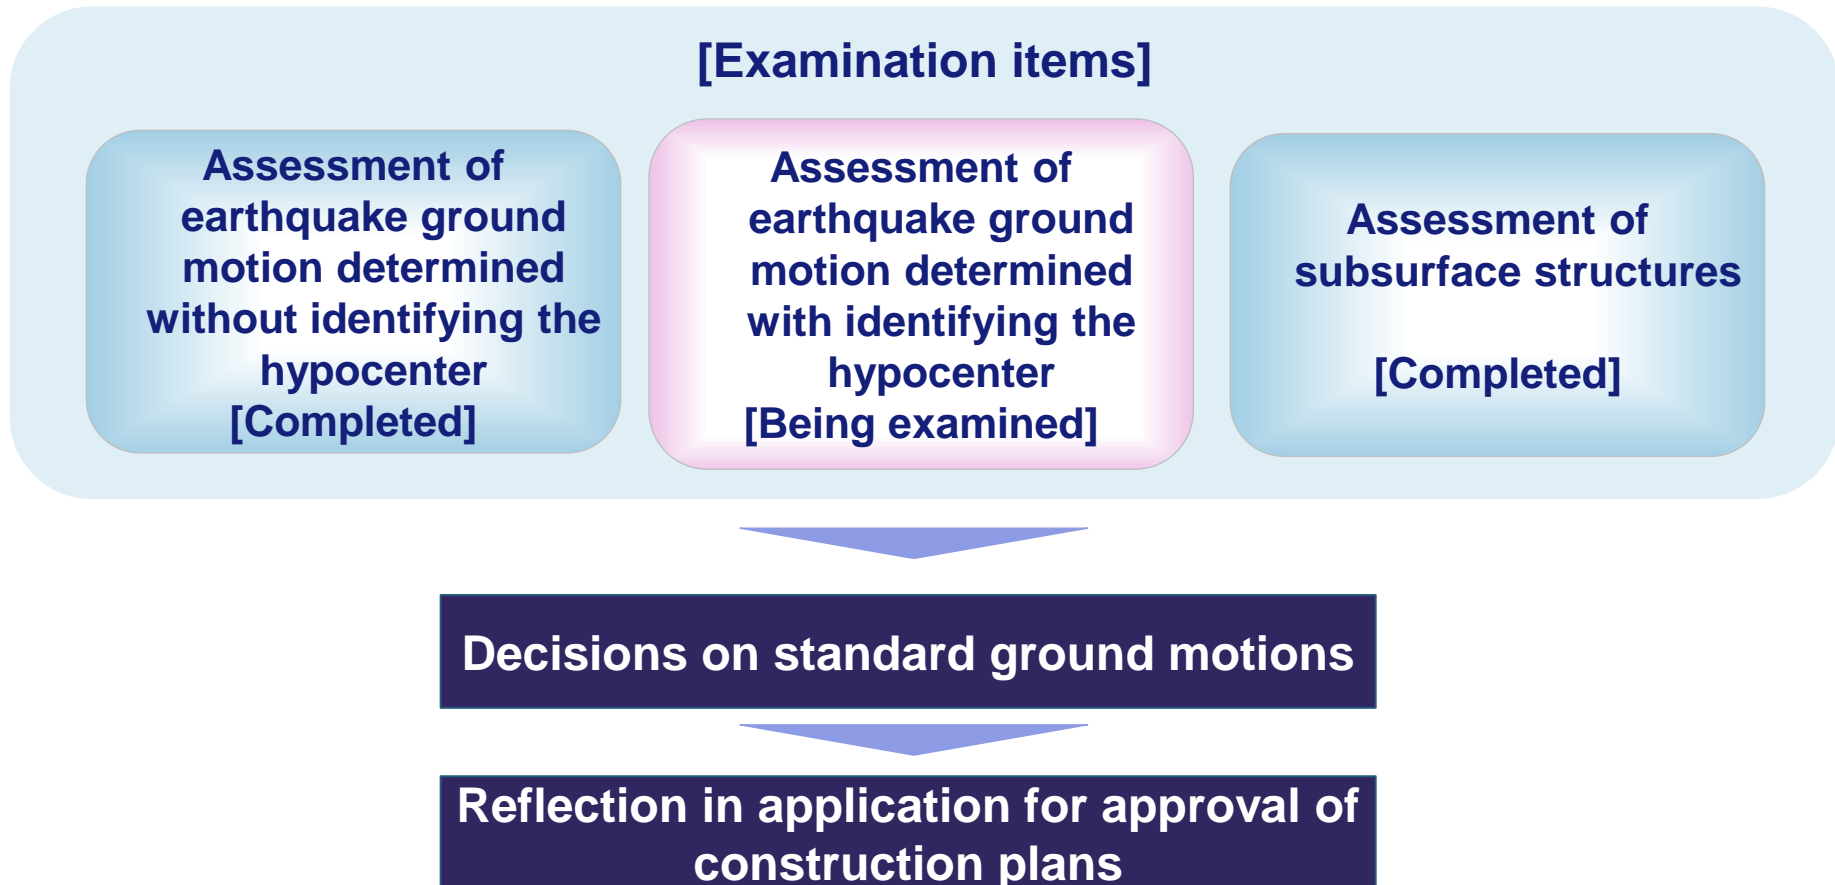 [Examination items]
Assessment of
earthquake ground
motion determined
without identifying the
hypocenter
[Completed]
Assessment of
earthquake ground
motion determined
with identifying the
hypocenter
[Being examined]
Assessment of
subsurface structures
[Completed]
Decisions on standard ground motions
Reflection in application for approval of
construction plans